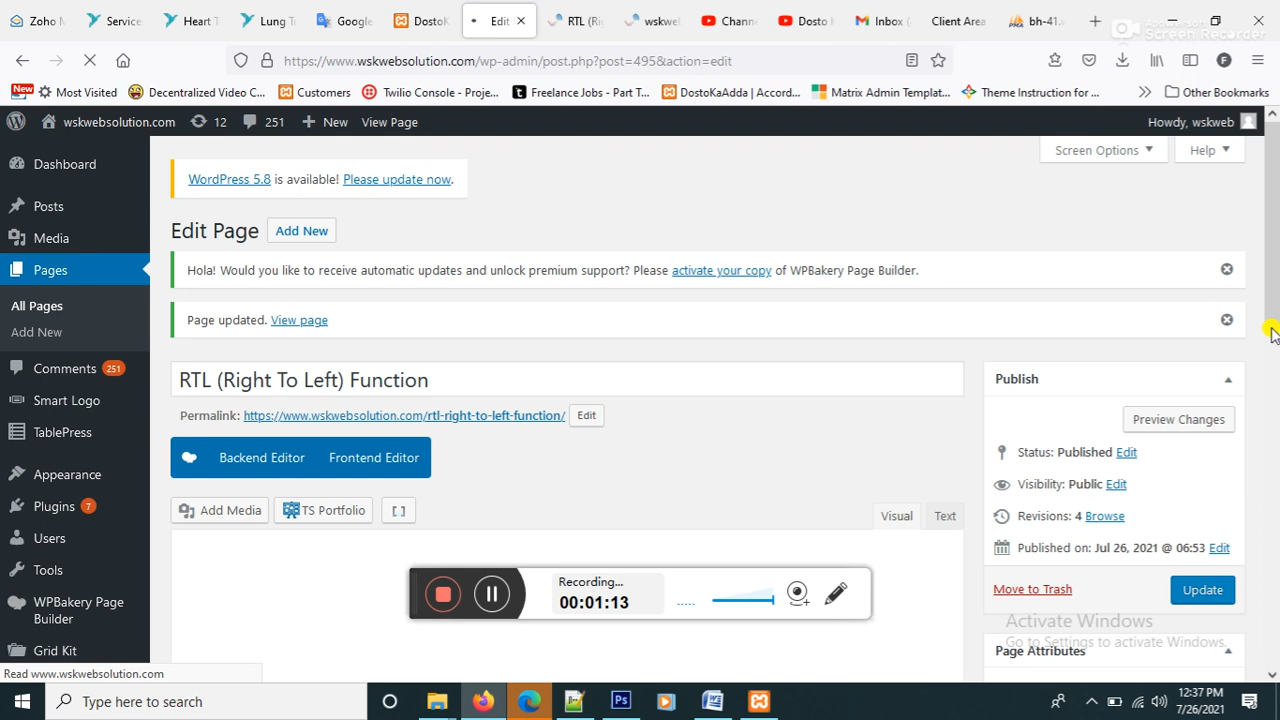 Zoho M
Service
Heart T
Lung T
Google
DostoK
Edit
RTL (Ri
wskwe
Chann
Dosto K
Inbox (
Client Area
bh-41.
https://www.wskwebsolution.com/wp-admin/post.php?post=495&action=edit
New
Most Visited
Decentralized Video C...
Customers
Twilio Console - Proje...
Freelance Jobs - Part T...
DostoKaAdda | Accord...
Matrix Admin Templat...
Theme Instruction for ...
Other Bookmarks
wskwebsolution.com
12
251
New
View Page
Howdy, wskweb
Dashboard
Posts
Media
Pages
All Pages
Add New
Comments 251
Smart Logo
TablePress
Appearance
Plugins 7
Users
Tools
WPBakery Page
Builder
Grid Kit
Screen Options
Help
WordPress 5.8 is available! Please update now.
Edit Page
Add New
Hola! Would you like to receive automatic updates and unlock premium support? Please activate your copy of WPBakery Page Builder.
Page updated. View page
RTL (Right To Left) Function
Permalink: https://www.wskwebsolution.com/rtl-right-to-left-function/
Edit
Backend Editor
Frontend Editor
Add Media
TS Portfolio
[ ]
Visual
Text
Publish
Preview Changes
Status: Published Edit
Visibility: Public Edit
Revisions: 4 Browse
Published on: Jul 26, 2021 @ 06:53 Edit
Move to Trash
Update
Page Attributes
Activate Windows
Go to Settings to activate Windows.
Recording...
00:01:13
Read www.wskwebsolution.com
Type here to search
12:37 PM
7/26/2021